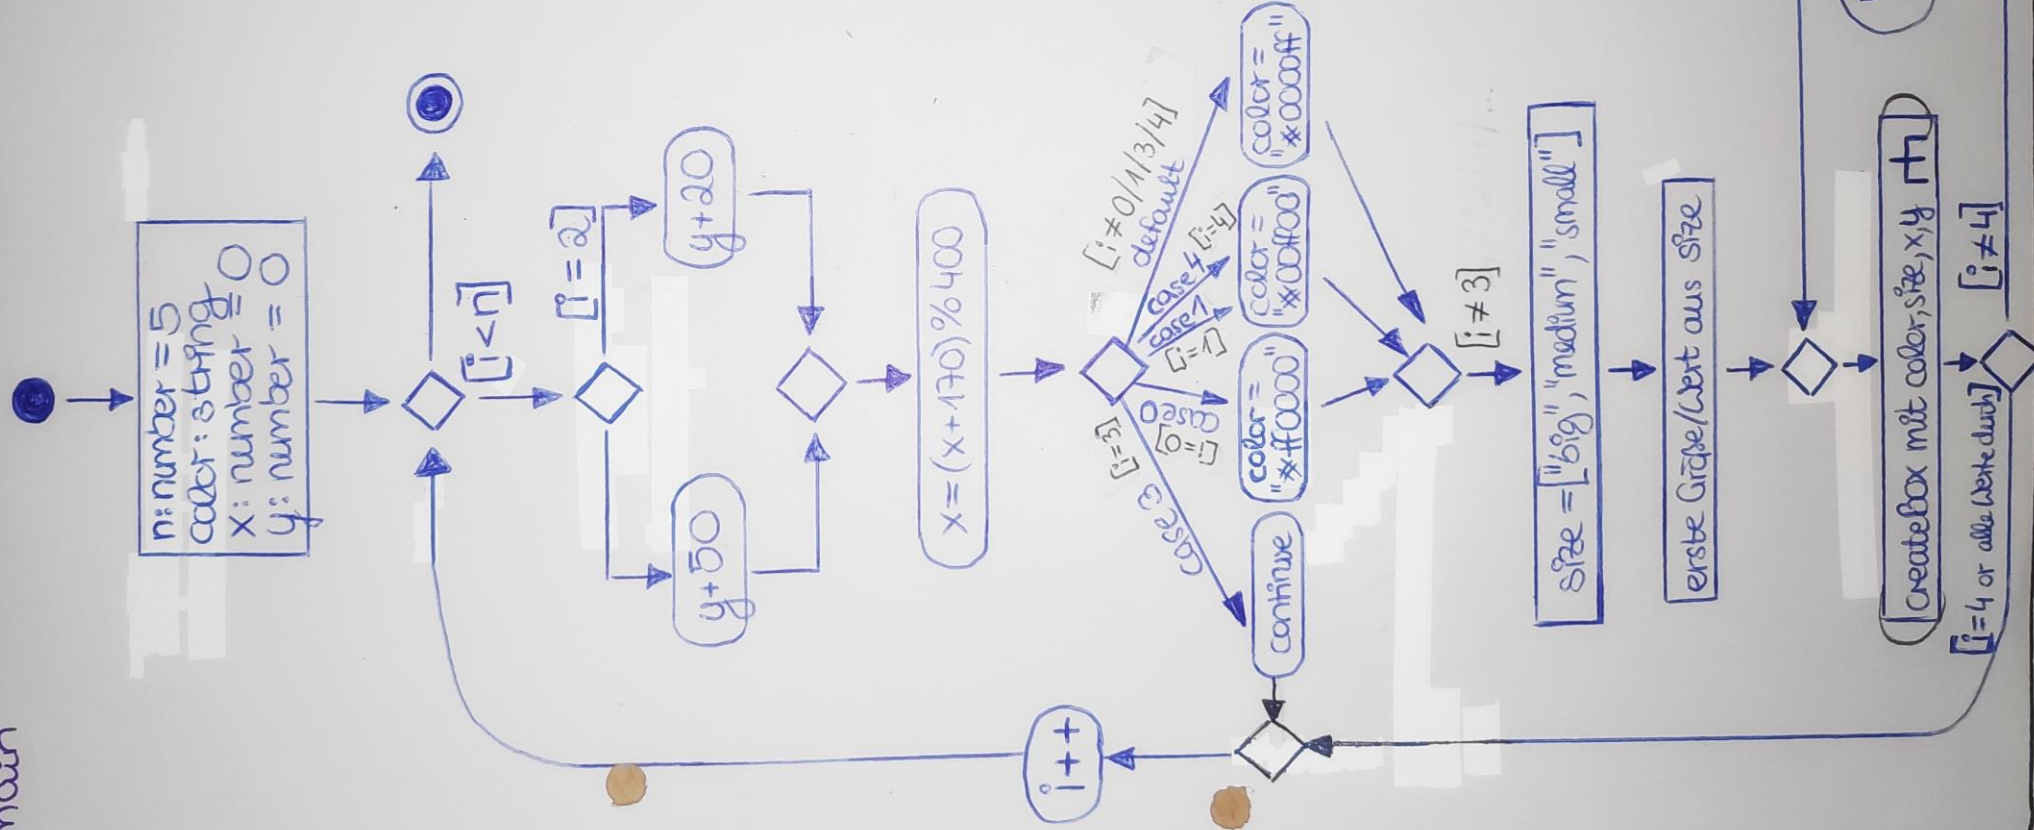 n: number = 5
color: string
x: number = 0
y: number = 0
[i<n]
[i=2]
y+50
y+20
x=(x+170)%400
[i≠0/1/3/4]
default
case 4 [i=4]
case 1
[i=1]
case 0
[i=0]
case 3 [i=3]
continue
color=
"*ff0000"
color=
"*00ff00"
color=
"*0000ff"
i++
[i≠3]
size=["big","medium","small"]
erste Größe/Wert aus size
createBox mit color,size,x,y
[i=4 or alle Werte durch]
[i≠4]